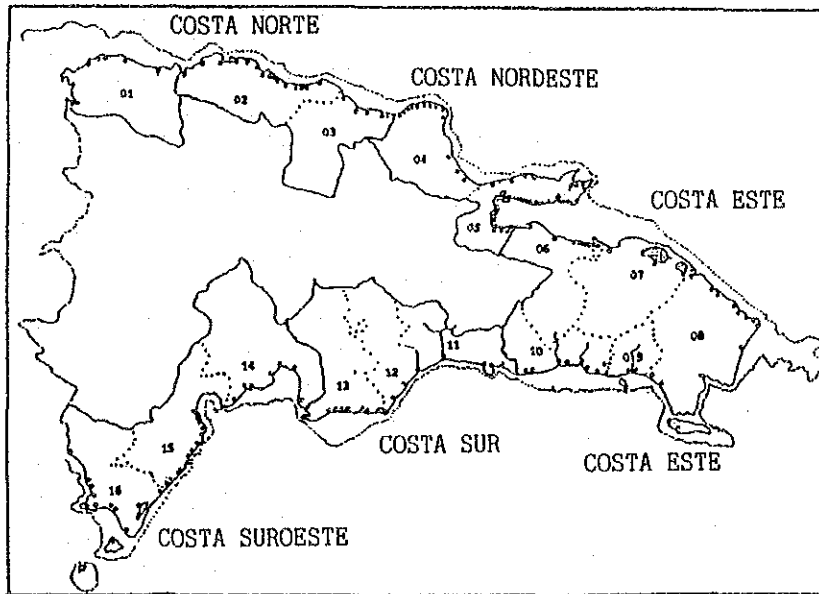 COSTA NORTE
COSTA NORDESTE
01
02
03
04
COSTA ESTE
05
06
07
08
11
10
09
14
13
12
COSTA SUR
COSTA ESTE
15
16
COSTA SUROESTE